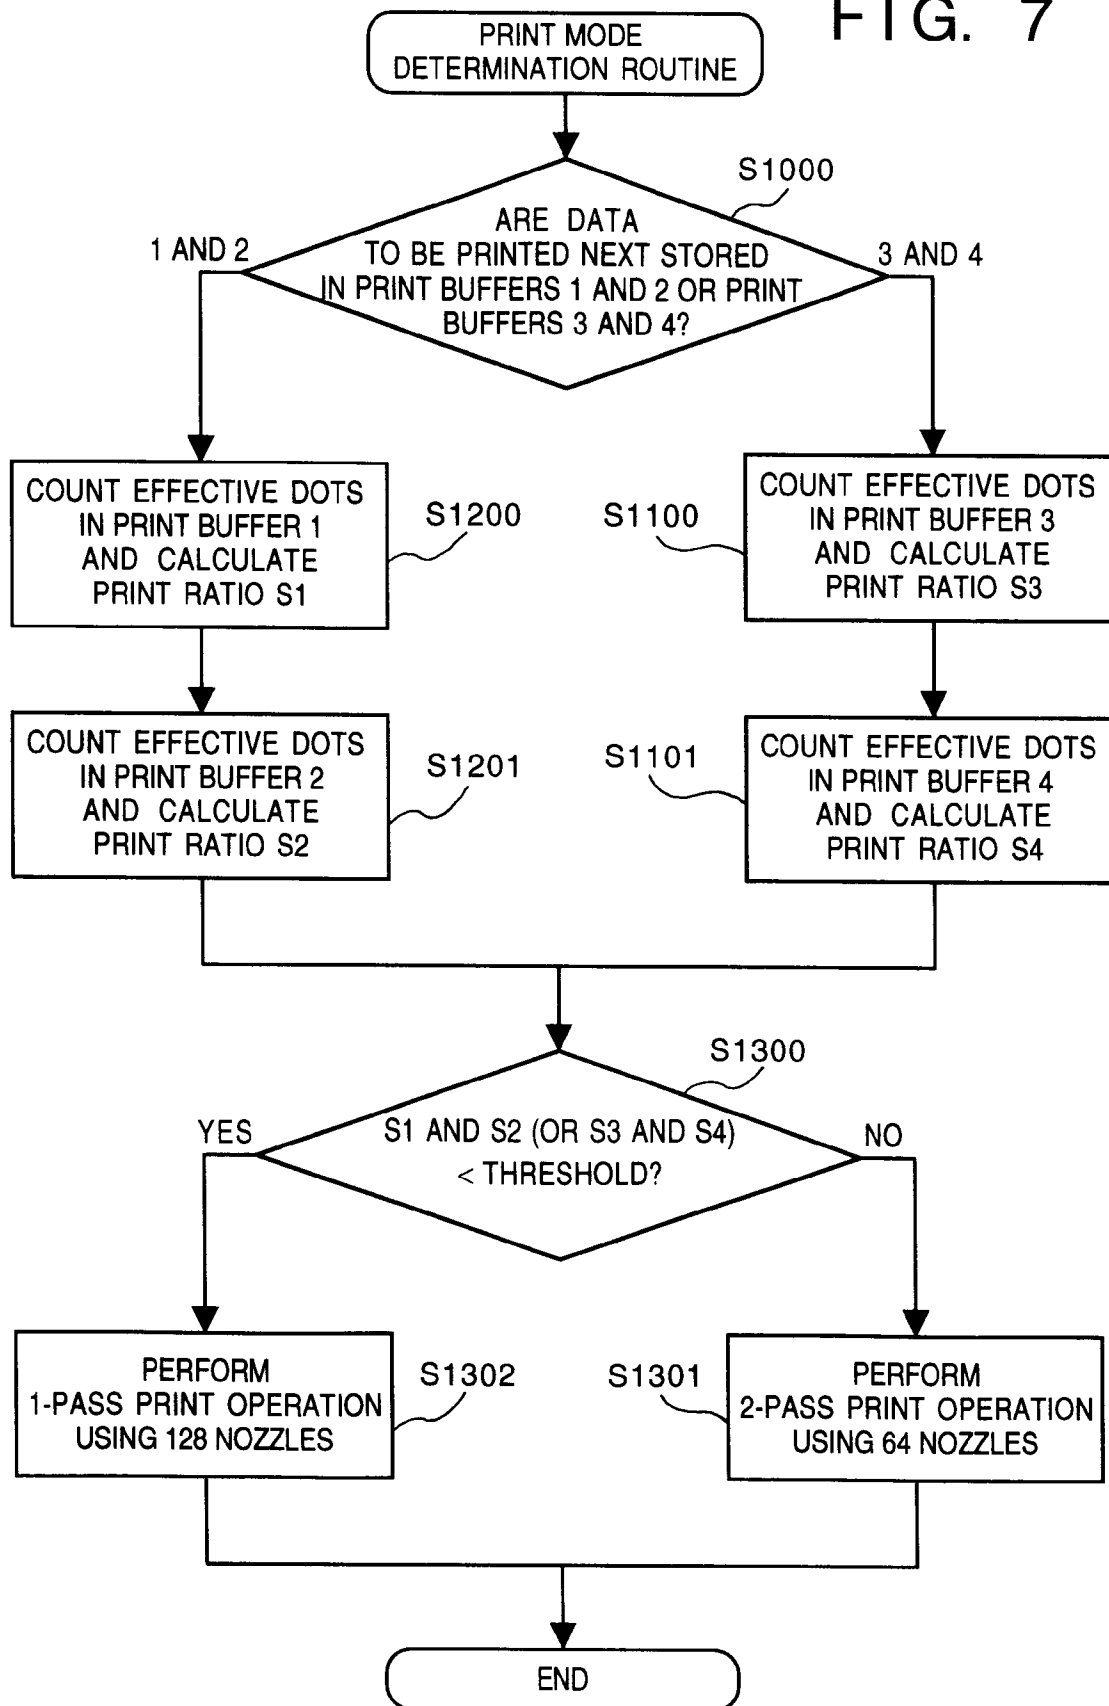 FIG. 7
PRINT MODE
DETERMINATION ROUTINE
S1000
ARE DATA
TO BE PRINTED NEXT STORED
IN PRINT BUFFERS 1 AND 2 OR PRINT
BUFFERS 3 AND 4?
1 AND 2
3 AND 4
COUNT EFFECTIVE DOTS
IN PRINT BUFFER 1
AND CALCULATE
PRINT RATIO S1
S1200
S1100
COUNT EFFECTIVE DOTS
IN PRINT BUFFER 3
AND CALCULATE
PRINT RATIO S3
COUNT EFFECTIVE DOTS
IN PRINT BUFFER 2
AND CALCULATE
PRINT RATIO S2
S1201
S1101
COUNT EFFECTIVE DOTS
IN PRINT BUFFER 4
AND CALCULATE
PRINT RATIO S4
S1300
S1 AND S2 (OR S3 AND S4)
< THRESHOLD?
YES
NO
PERFORM
1-PASS PRINT OPERATION
USING 128 NOZZLES
S1302
S1301
PERFORM
2-PASS PRINT OPERATION
USING 64 NOZZLES
END